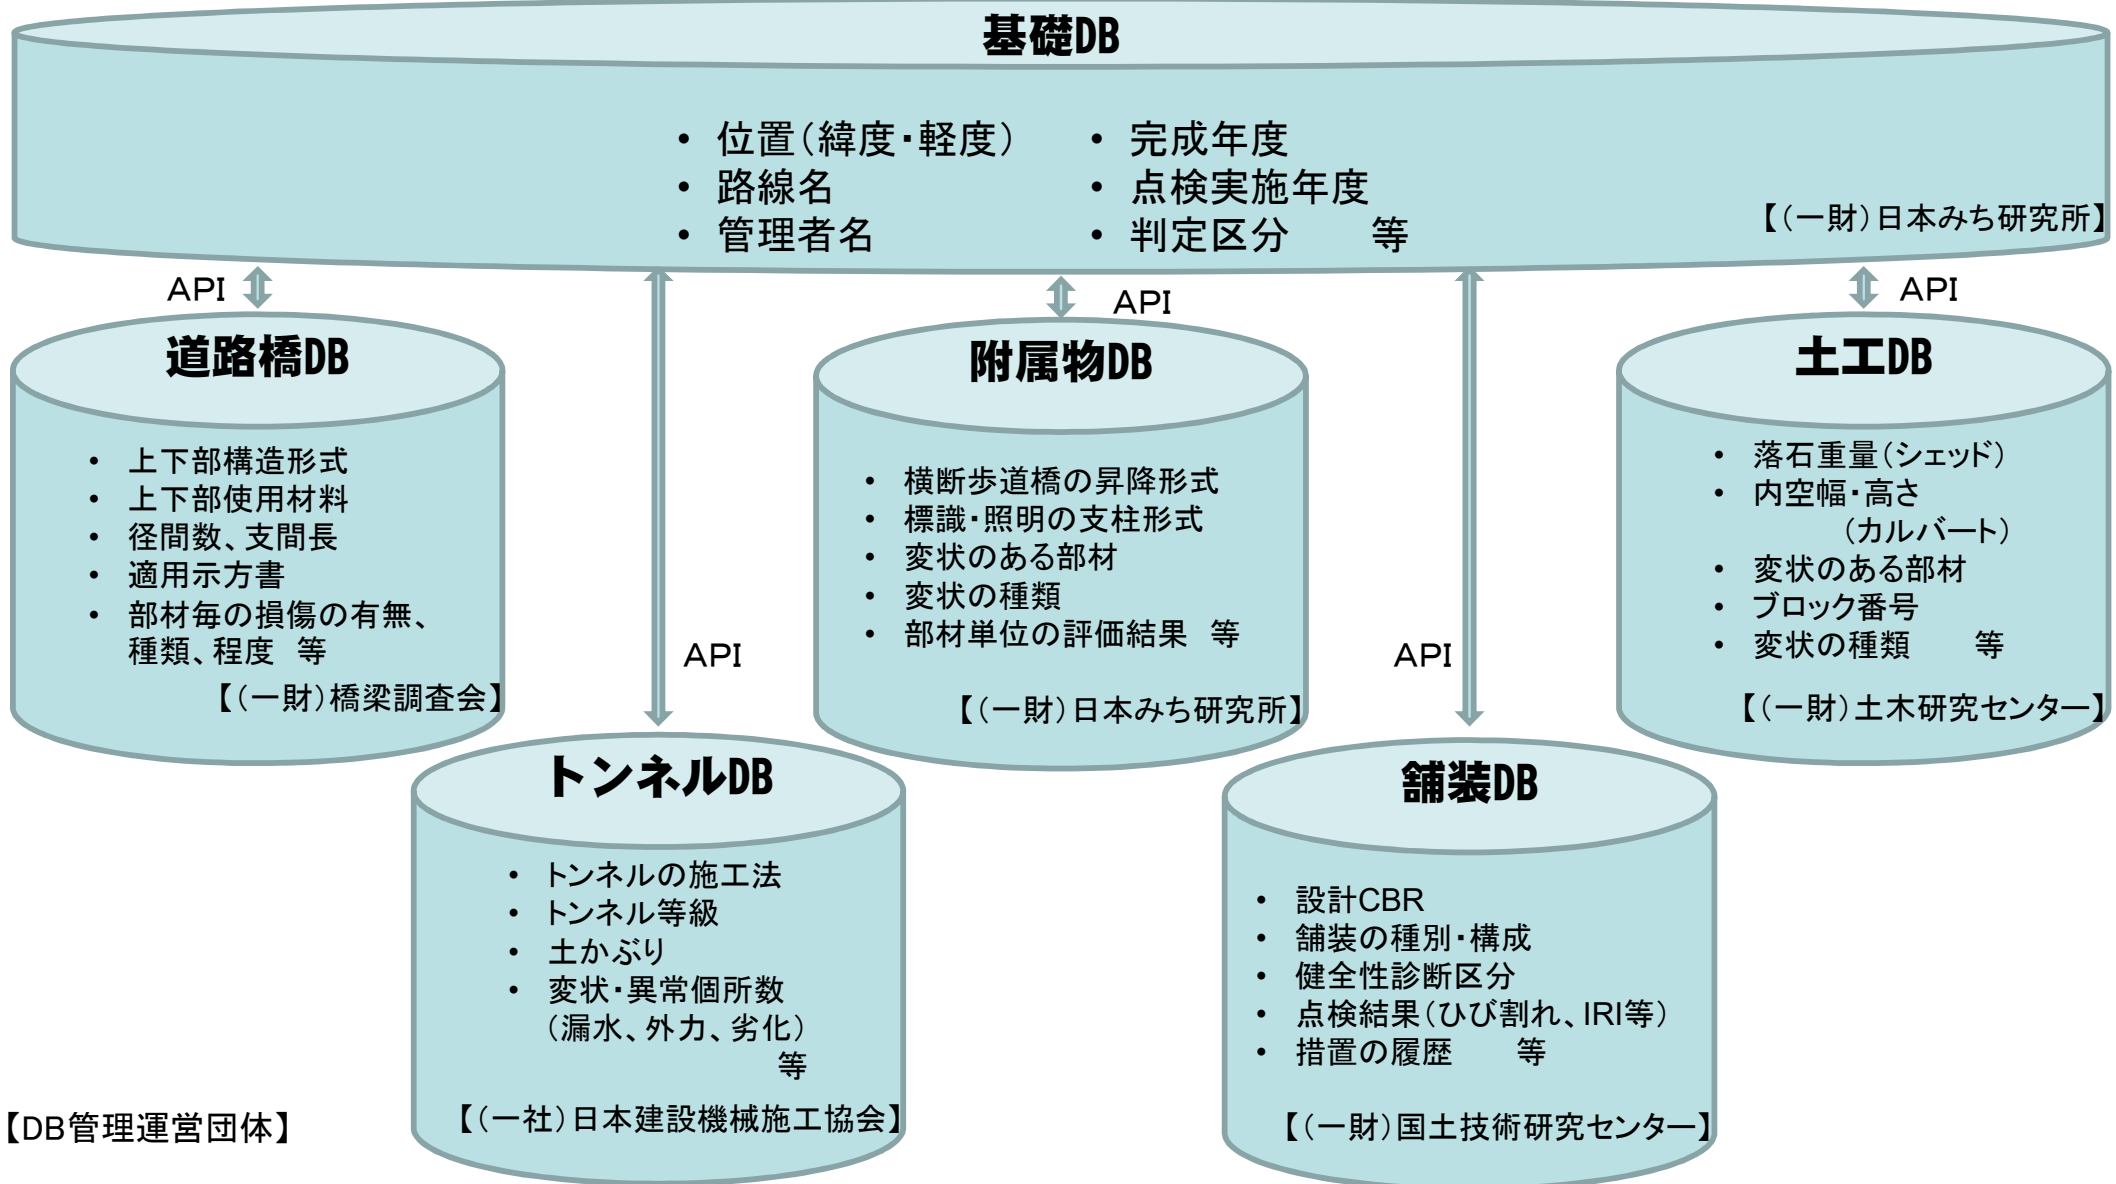 基礎DB
• 位置（緯度・軽度）
• 路線名
• 管理者名
• 完成年度
• 点検実施年度
• 判定区分　　等
【（一財）日本みち研究所】
API
API
API
道路橋DB
• 上下部構造形式
• 上下部使用材料
• 径間数、支間長
• 適用示方書
• 部材毎の損傷の有無、
種類、程度　等
【（一財）橋梁調査会】
附属物DB
• 横断歩道橋の昇降形式
• 標識・照明の支柱形式
• 変状のある部材
• 変状の種類
• 部材単位の評価結果　等
【（一財）日本みち研究所】
土工DB
• 落石重量（シェッド）
• 内空幅・高さ
（カルバート）
• 変状のある部材
• ブロック番号
• 変状の種類　　等
【（一財）土木研究センター】
API
API
トンネルDB
• トンネルの施工法
• トンネル等級
• 土かぶり
• 変状・異常個所数
（漏水、外力、劣化）
等
【（一社）日本建設機械施工協会】
舗装DB
• 設計CBR
• 舗装の種別・構成
• 健全性診断区分
• 点検結果（ひび割れ、IRI等）
• 措置の履歴　　等
【（一財）国土技術研究センター】
【DB管理運営団体】